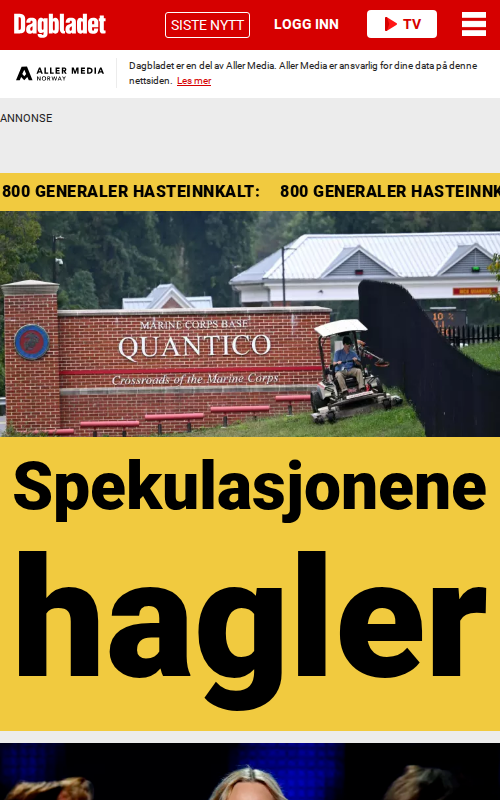 Dagbladet
SISTE NYTT
LOGG INN
TV
ALLER MEDIA
NORWAY
Dagbladet er en del av Aller Media. Aller Media er ansvarlig for dine data på denne
nettsiden. Les mer
ANNONSE
800 GENERALER HASTEINNKALT: 800 GENERALER HASTEINNK
MARINE CORPS BASE
QUANTICO
Crossroads of the Marine Corps
Spekulasjonene
hagler